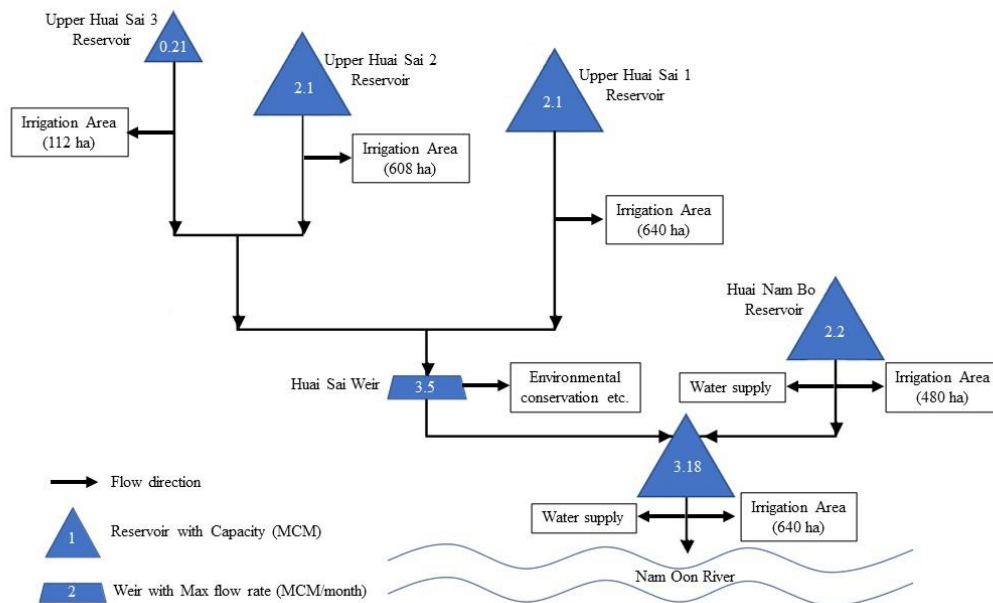 Upper Huai Sai 3
Reservoir
0.21
Upper Huai Sai 2
Reservoir
2.1
Upper Huai Sai 1
Reservoir
2.1
Irrigation Area
(112 ha)
Irrigation Area
(608 ha)
Irrigation Area
(640 ha)
Huai Nam Bo
Reservoir
2.2
Huai Sai Weir
3.5
Environmental
conservation etc.
Water supply
Irrigation Area
(480 ha)
3.18
Flow direction
Water supply
Irrigation Area
(640 ha)
1
Reservoir with Capacity (MCM)
Nam Oon River
2
Weir with Max flow rate (MCM/month)